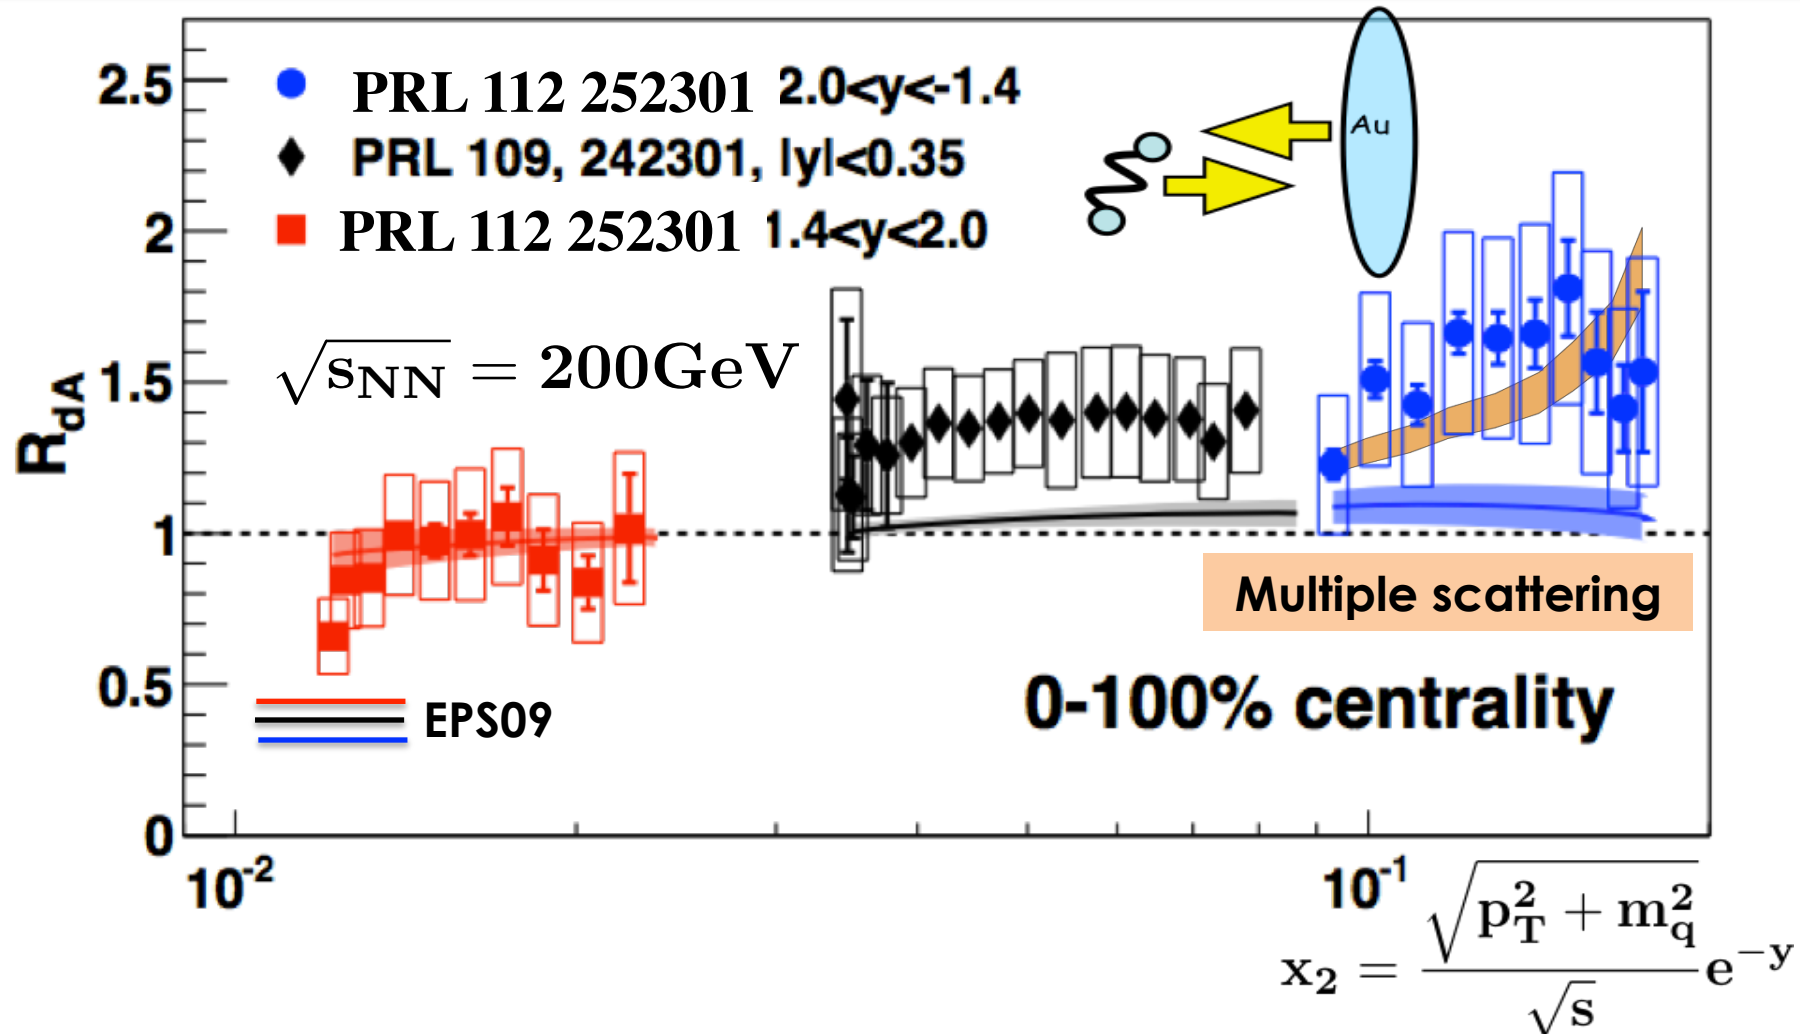 2.5
2
1.5
1
0.5
0
R_dA
PRL 112 252301 2.0<y<-1.4
PRL 109, 242301, |y|<0.35
PRL 112 252301 1.4<y<2.0
Au
√s_NN = 200GeV
Multiple scattering
0-100% centrality
EPS09
10^-2
10^-1
x_2 = √(p_T^2 + m_q^2) / √s e^-y